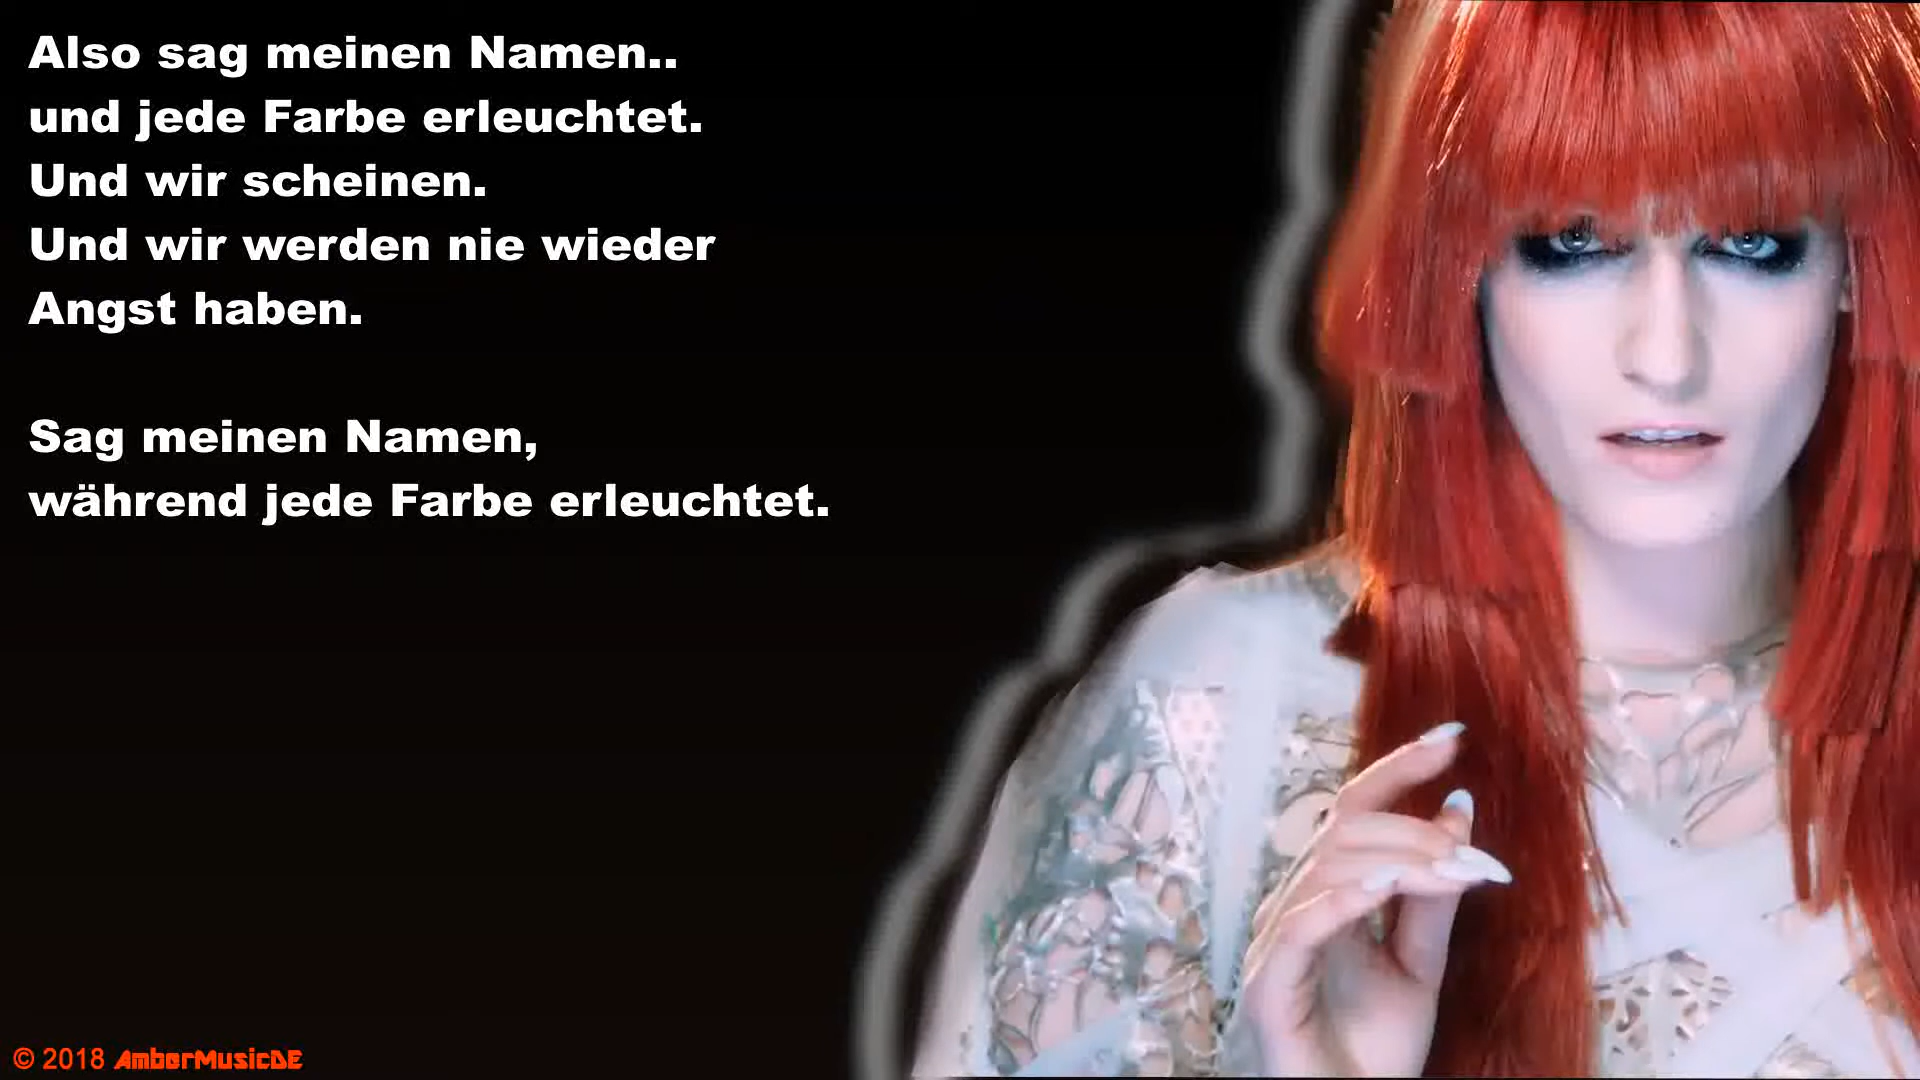 Also sag meinen Namen..
und jede Farbe erleuchtet.
Und wir scheinen.
Und wir werden nie wieder
Angst haben.
Sag meinen Namen,
während jede Farbe erleuchtet.
© 2018 AmberMusicDE